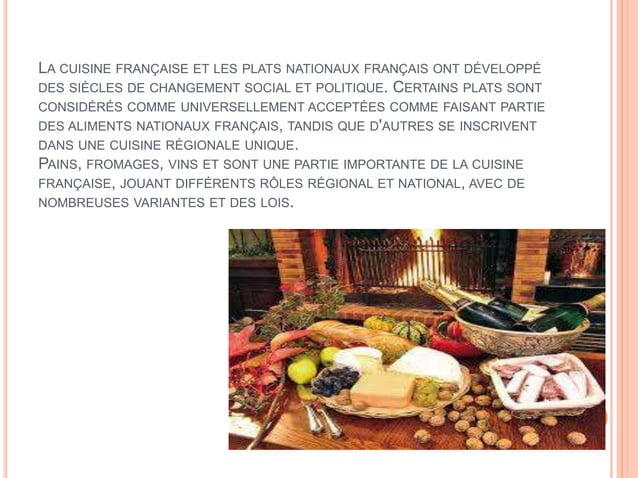 LA CUISINE FRANÇAISE ET LES PLATS NATIONAUX FRANÇAIS ONT DÉVELOPPÉ
DES SIÈCLES DE CHANGEMENT SOCIAL ET POLITIQUE. CERTAINS PLATS SONT
CONSIDÉRÉS COMME UNIVERSELLEMENT ACCEPTÉES COMME FAISANT PARTIE
DES ALIMENTS NATIONAUX FRANÇAIS, TANDIS QUE D'AUTRES SE INSCRIVENT
DANS UNE CUISINE RÉGIONALE UNIQUE.
PAINS, FROMAGES, VINS ET SONT UNE PARTIE IMPORTANTE DE LA CUISINE
FRANÇAISE, JOUANT DIFFÉRENTS RÔLES RÉGIONAL ET NATIONAL, AVEC DE
NOMBREUSES VARIANTES ET DES LOIS.